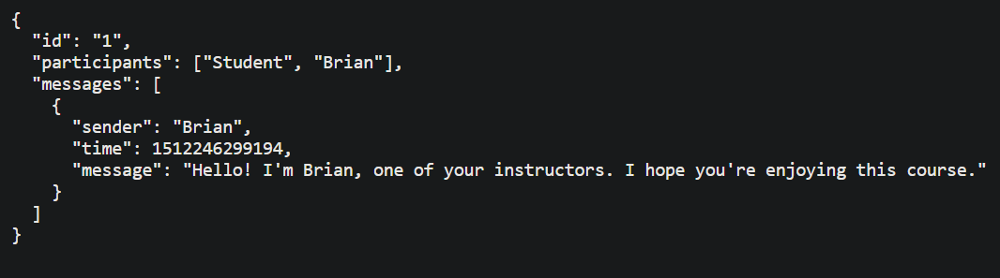 {
  "id": "1",
  "participants": ["Student", "Brian"],
  "messages": [
    {
      "sender": "Brian",
      "time": 1512246299194,
      "message": "Hello! I'm Brian, one of your instructors. I hope you're enjoying this course."
    }
  ]
}